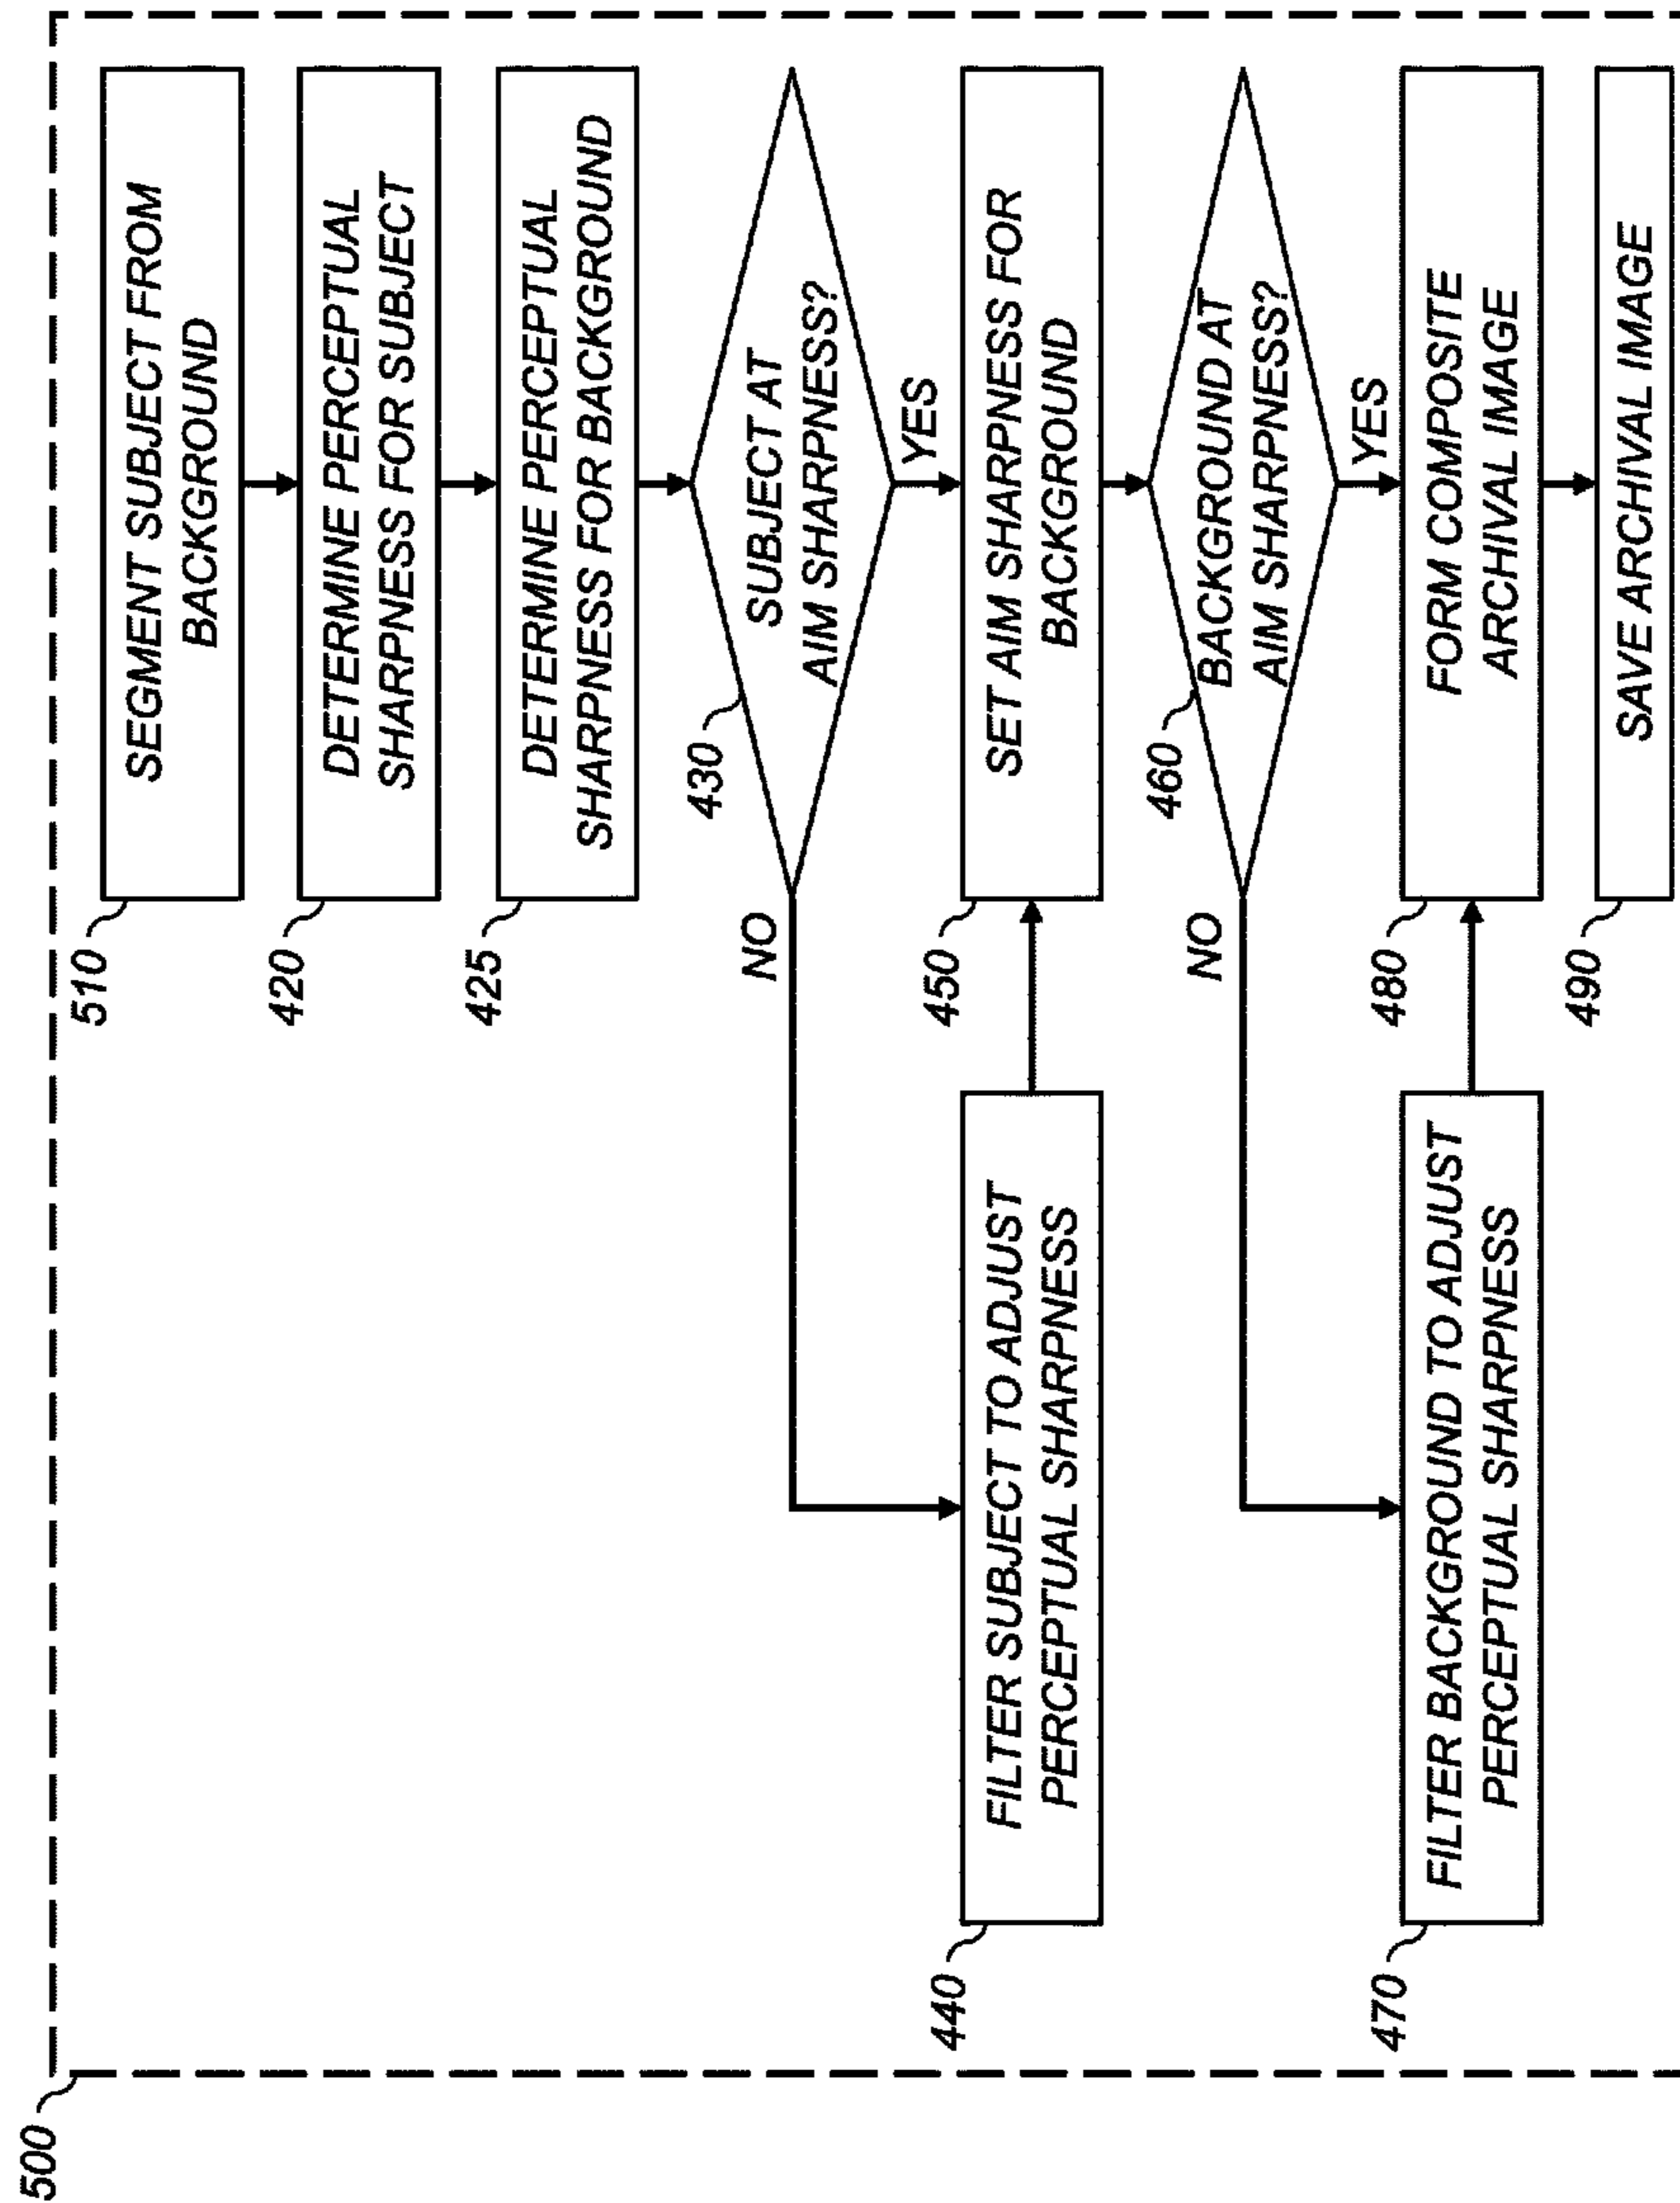 500
510
SEGMENT SUBJECT FROM
BACKGROUND
420
DETERMINE PERCEPTUAL
SHARPNESS FOR SUBJECT
425
DETERMINE PERCEPTUAL
SHARPNESS FOR BACKGROUND
430
SUBJECT AT
AIM SHARPNESS?
NO
YES
440
FILTER SUBJECT TO ADJUST
PERCEPTUAL SHARPNESS
450
SET AIM SHARPNESS FOR
BACKGROUND
460
BACKGROUND AT
AIM SHARPNESS?
NO
YES
470
FILTER BACKGROUND TO ADJUST
PERCEPTUAL SHARPNESS
480
FORM COMPOSITE
ARCHIVAL IMAGE
490
SAVE ARCHIVAL IMAGE